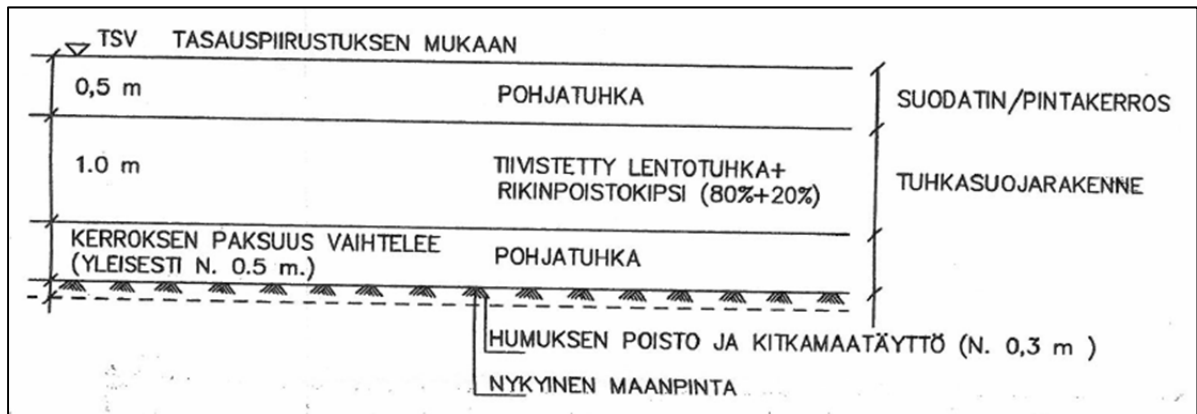 TSV TASAUSPIIRUSTUKSEN MUKAAN
0,5 m POHJATUHKA SUODATIN/PINTAKERROS
1.0 m TIIVISTETTY LENTOTUHKA+
RIKINPOISTOKIPSI (80%+20%) TUHKASUOJARAKENNE
KERROKSEN PAKSUUS VAIHTELEE
(YLEISESTI N. 0.5 m.) POHJATUHKA
HUMUKSEN POISTO JA KITKAMAATÄYTTÖ (N. 0,3 m )
NYKYINEN MAANPINTA